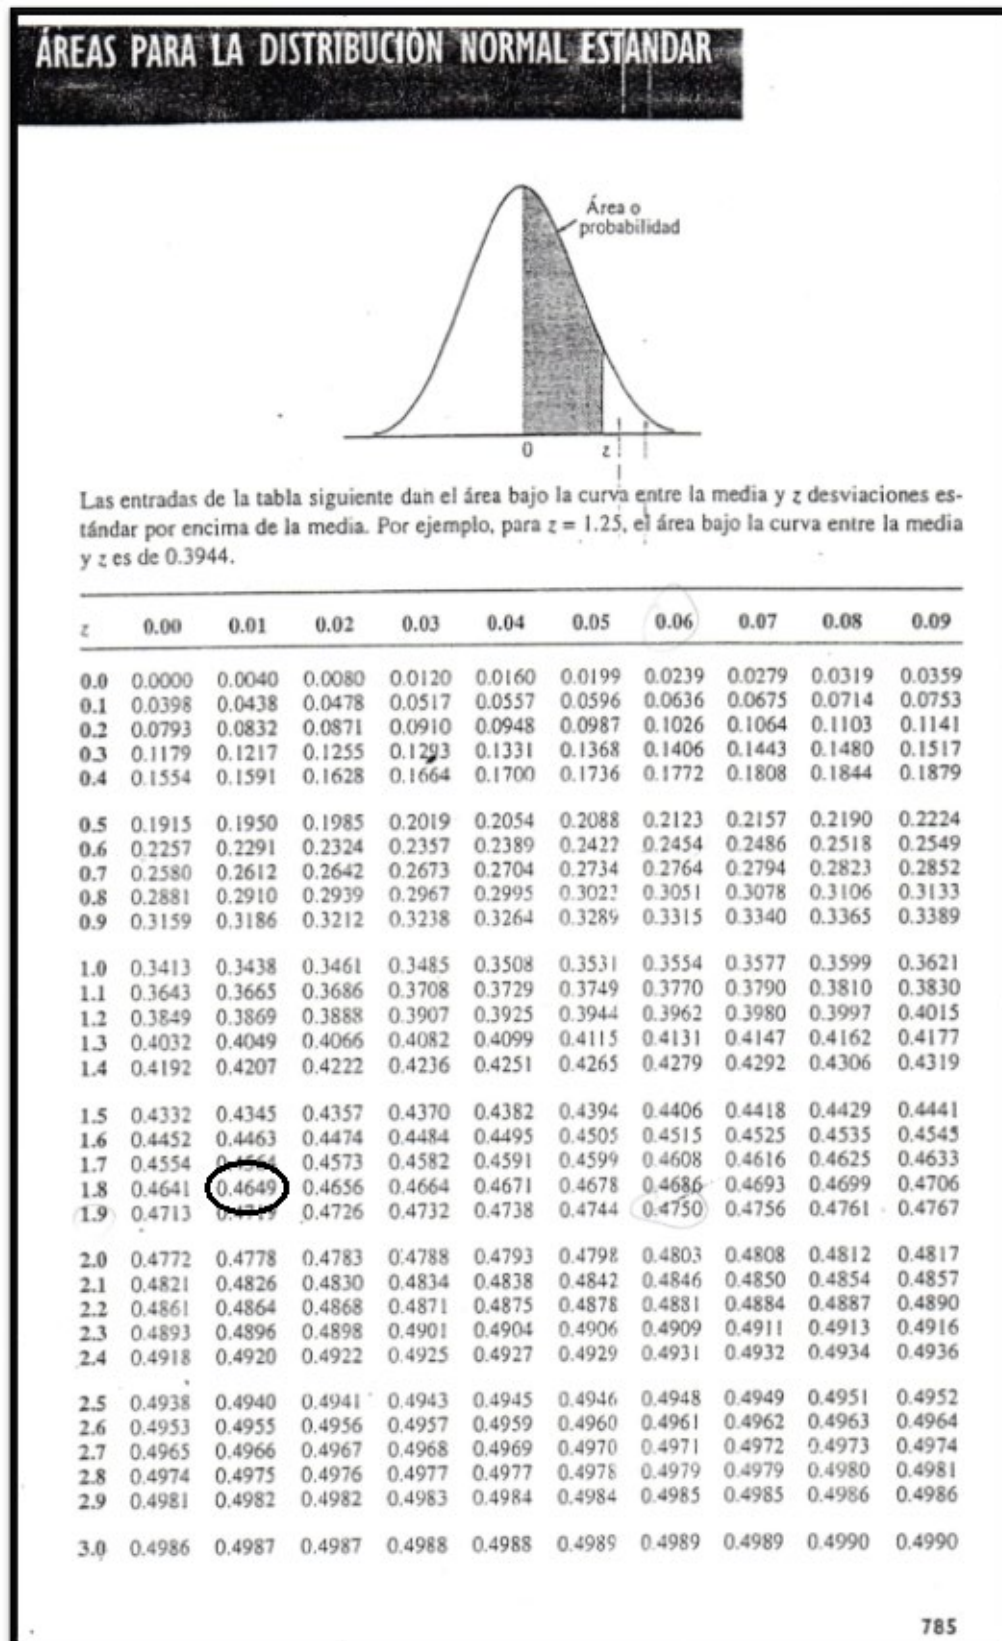 ÁREAS PARA LA DISTRIBUCIÓN NORMAL ESTÁNDAR
Área o
probabilidad
0 z
Las entradas de la tabla siguiente dan el área bajo la curva entre la media y z desviaciones es-
tándar por encima de la media. Por ejemplo, para z = 1.25, el área bajo la curva entre la media
y z es de 0.3944.
z 0.00 0.01 0.02 0.03 0.04 0.05 0.06 0.07 0.08 0.09
0.0 0.0000 0.0040 0.0080 0.0120 0.0160 0.0199 0.0239 0.0279 0.0319 0.0359
0.1 0.0398 0.0438 0.0478 0.0517 0.0557 0.0596 0.0636 0.0675 0.0714 0.0753
0.2 0.0793 0.0832 0.0871 0.0910 0.0948 0.0987 0.1026 0.1064 0.1103 0.1141
0.3 0.1179 0.1217 0.1255 0.1293 0.1331 0.1368 0.1406 0.1443 0.1480 0.1517
0.4 0.1554 0.1591 0.1628 0.1664 0.1700 0.1736 0.1772 0.1808 0.1844 0.1879
0.5 0.1915 0.1950 0.1985 0.2019 0.2054 0.2088 0.2123 0.2157 0.2190 0.2224
0.6 0.2257 0.2291 0.2324 0.2357 0.2389 0.2422 0.2454 0.2486 0.2518 0.2549
0.7 0.2580 0.2612 0.2642 0.2673 0.2704 0.2734 0.2764 0.2794 0.2823 0.2852
0.8 0.2881 0.2910 0.2939 0.2967 0.2995 0.3023 0.3051 0.3078 0.3106 0.3133
0.9 0.3159 0.3186 0.3212 0.3238 0.3264 0.3289 0.3315 0.3340 0.3365 0.3389
1.0 0.3413 0.3438 0.3461 0.3485 0.3508 0.3531 0.3554 0.3577 0.3599 0.3621
1.1 0.3643 0.3665 0.3686 0.3708 0.3729 0.3749 0.3770 0.3790 0.3810 0.3830
1.2 0.3849 0.3869 0.3888 0.3907 0.3925 0.3944 0.3962 0.3980 0.3997 0.4015
1.3 0.4032 0.4049 0.4066 0.4082 0.4099 0.4115 0.4131 0.4147 0.4162 0.4177
1.4 0.4192 0.4207 0.4222 0.4236 0.4251 0.4265 0.4279 0.4292 0.4306 0.4319
1.5 0.4332 0.4345 0.4357 0.4370 0.4382 0.4394 0.4406 0.4418 0.4429 0.4441
1.6 0.4452 0.4463 0.4474 0.4484 0.4495 0.4505 0.4515 0.4525 0.4535 0.4545
1.7 0.4554 0.4573 0.4582 0.4591 0.4599 0.4608 0.4616 0.4625 0.4633
1.8 0.4641 0.4649 0.4656 0.4664 0.4671 0.4678 0.4686 0.4693 0.4699 0.4706
1.9 0.4713 0.4726 0.4732 0.4738 0.4744 0.4750 0.4756 0.4761 0.4767
2.0 0.4772 0.4778 0.4783 0.4788 0.4793 0.4798 0.4803 0.4808 0.4812 0.4817
2.1 0.4821 0.4826 0.4830 0.4834 0.4838 0.4842 0.4846 0.4850 0.4854 0.4857
2.2 0.4861 0.4864 0.4868 0.4871 0.4875 0.4878 0.4881 0.4884 0.4887 0.4890
2.3 0.4893 0.4896 0.4898 0.4901 0.4904 0.4906 0.4909 0.4911 0.4913 0.4916
2.4 0.4918 0.4920 0.4922 0.4925 0.4927 0.4929 0.4931 0.4932 0.4934 0.4936
2.5 0.4938 0.4940 0.4941 0.4943 0.4945 0.4946 0.4948 0.4949 0.4951 0.4952
2.6 0.4953 0.4955 0.4956 0.4957 0.4959 0.4960 0.4961 0.4962 0.4963 0.4964
2.7 0.4965 0.4966 0.4967 0.4968 0.4969 0.4970 0.4971 0.4972 0.4973 0.4974
2.8 0.4974 0.4975 0.4976 0.4977 0.4977 0.4978 0.4979 0.4979 0.4980 0.4981
2.9 0.4981 0.4982 0.4982 0.4983 0.4984 0.4984 0.4985 0.4985 0.4986 0.4986
3.0 0.4986 0.4987 0.4987 0.4988 0.4988 0.4989 0.4989 0.4989 0.4990 0.4990
785